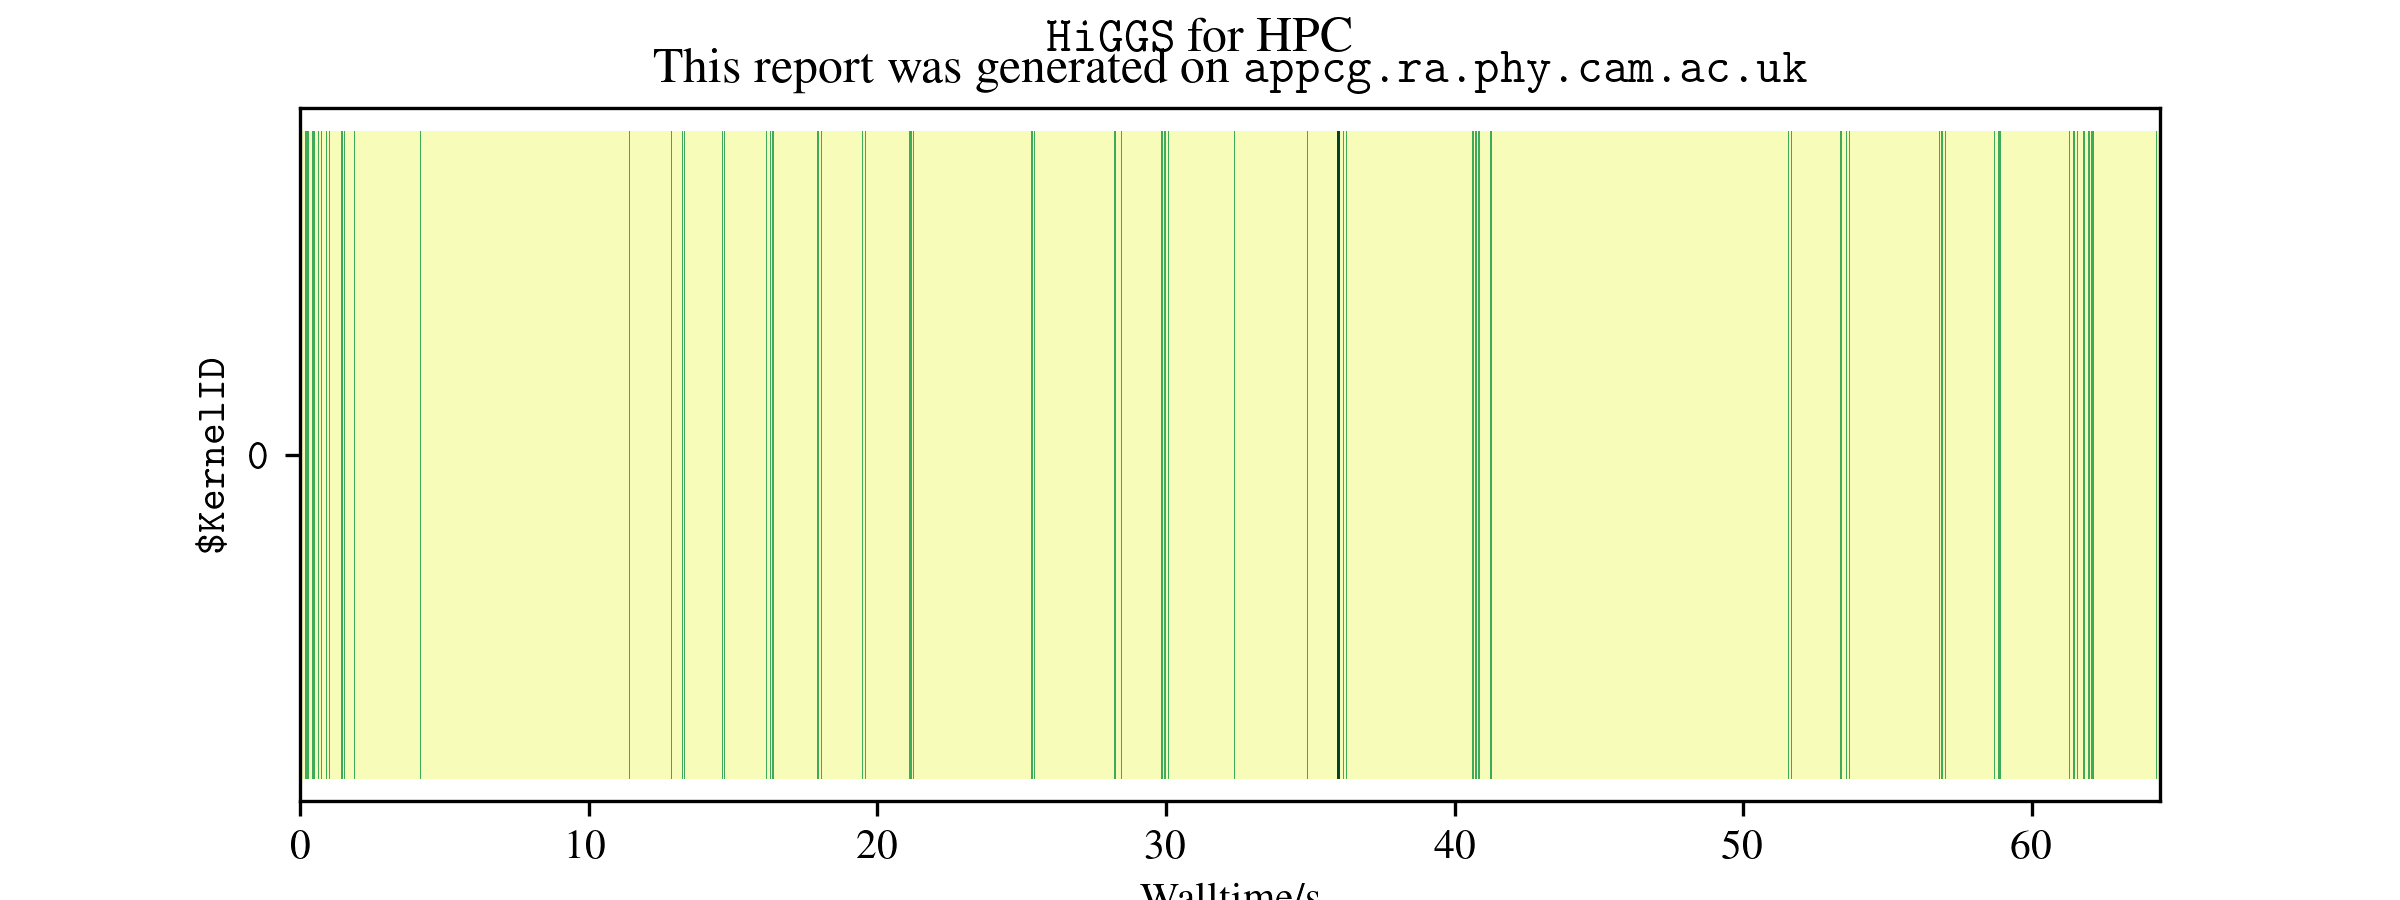 HiGGS for HPC
This report was generated on appcg.ra.phy.cam.ac.uk
$KernelID
0
0 10 20 30 40 50 60
Walltime/s